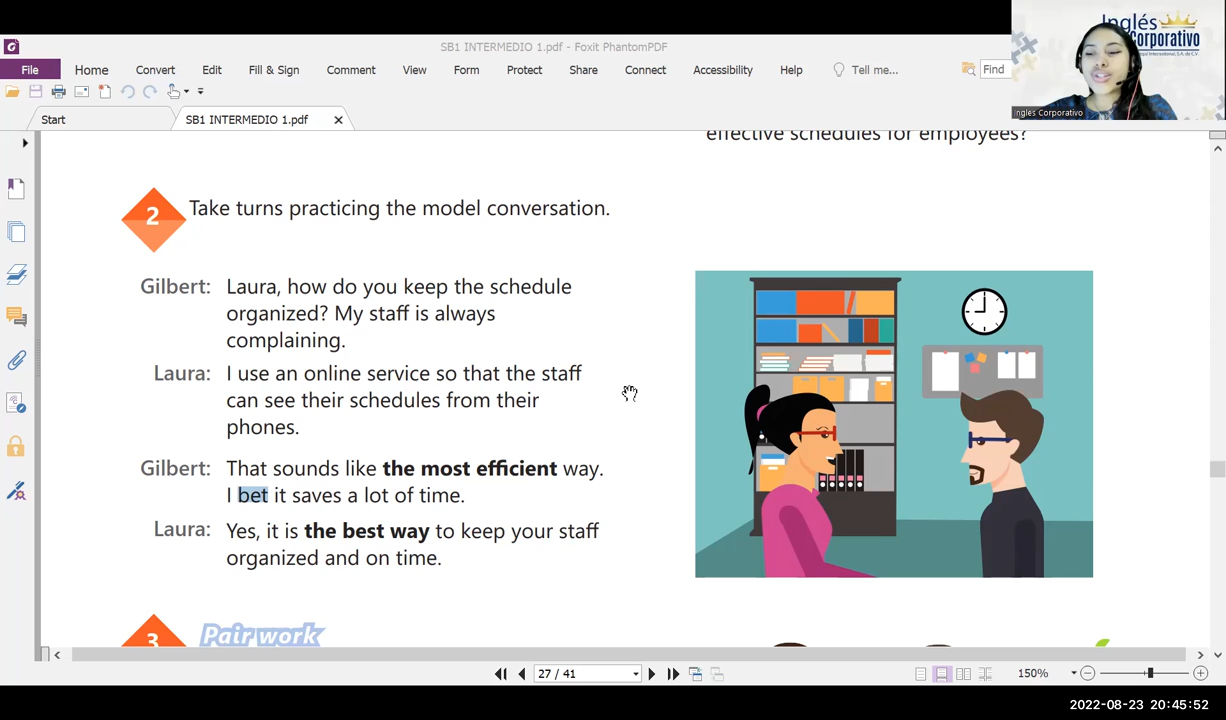 SB1 INTERMEDIO 1.pdf - Foxit PhantomPDF
Inglés
Corporativo
File Home Convert Edit Fill & Sign Comment View Form Protect Share Connect Accessibility Help Tell me... Find
Ingles Corporativo
Start SB1 INTERMEDIO 1.pdf
effective schedules for employees?
2 Take turns practicing the model conversation.
Gilbert: Laura, how do you keep the schedule
organized? My staff is always
complaining.
Laura: I use an online service so that the staff
can see their schedules from their
phones.
Gilbert: That sounds like the most efficient way.
I bet it saves a lot of time.
Laura: Yes, it is the best way to keep your staff
organized and on time.
3 Pair work
27 / 41 150%
2022-08-23 20:45:52